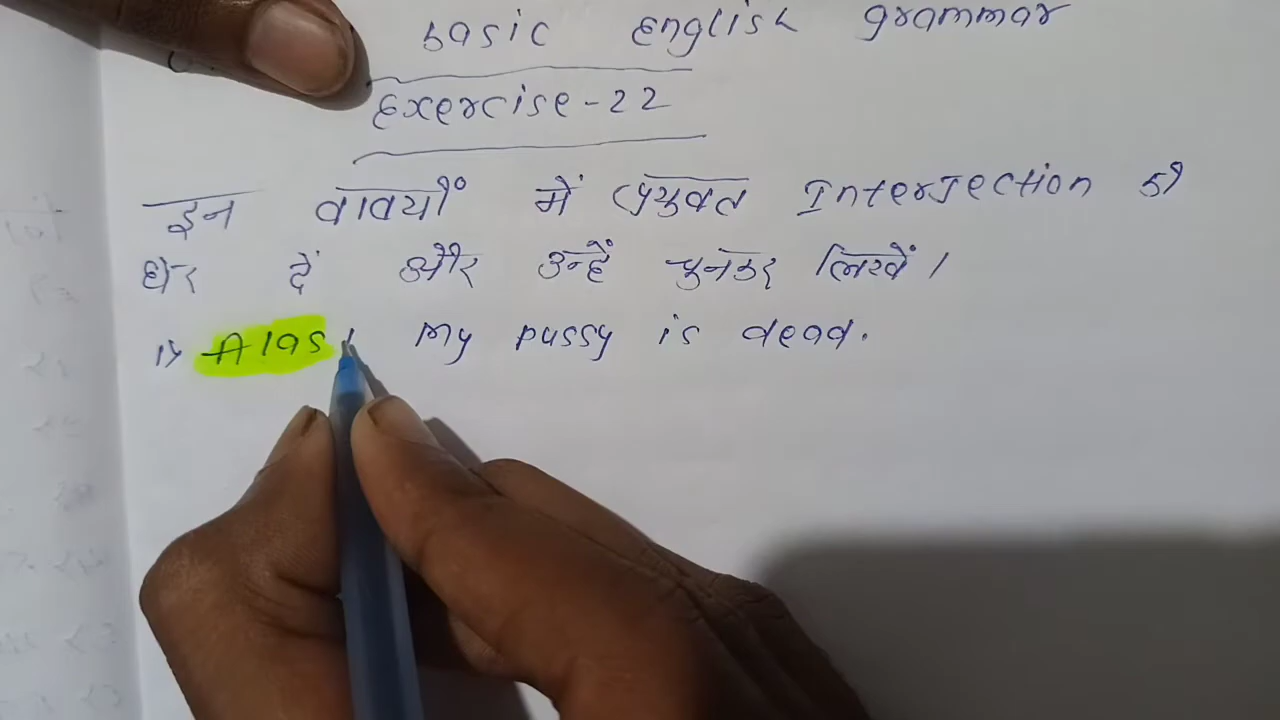 basic English grammar
Exercise-22
इन वाक्यों में प्रयुक्त Interjection को
घेर दें और उन्हें चुनकर लिखें।
1) Alas! My pussy is dead.